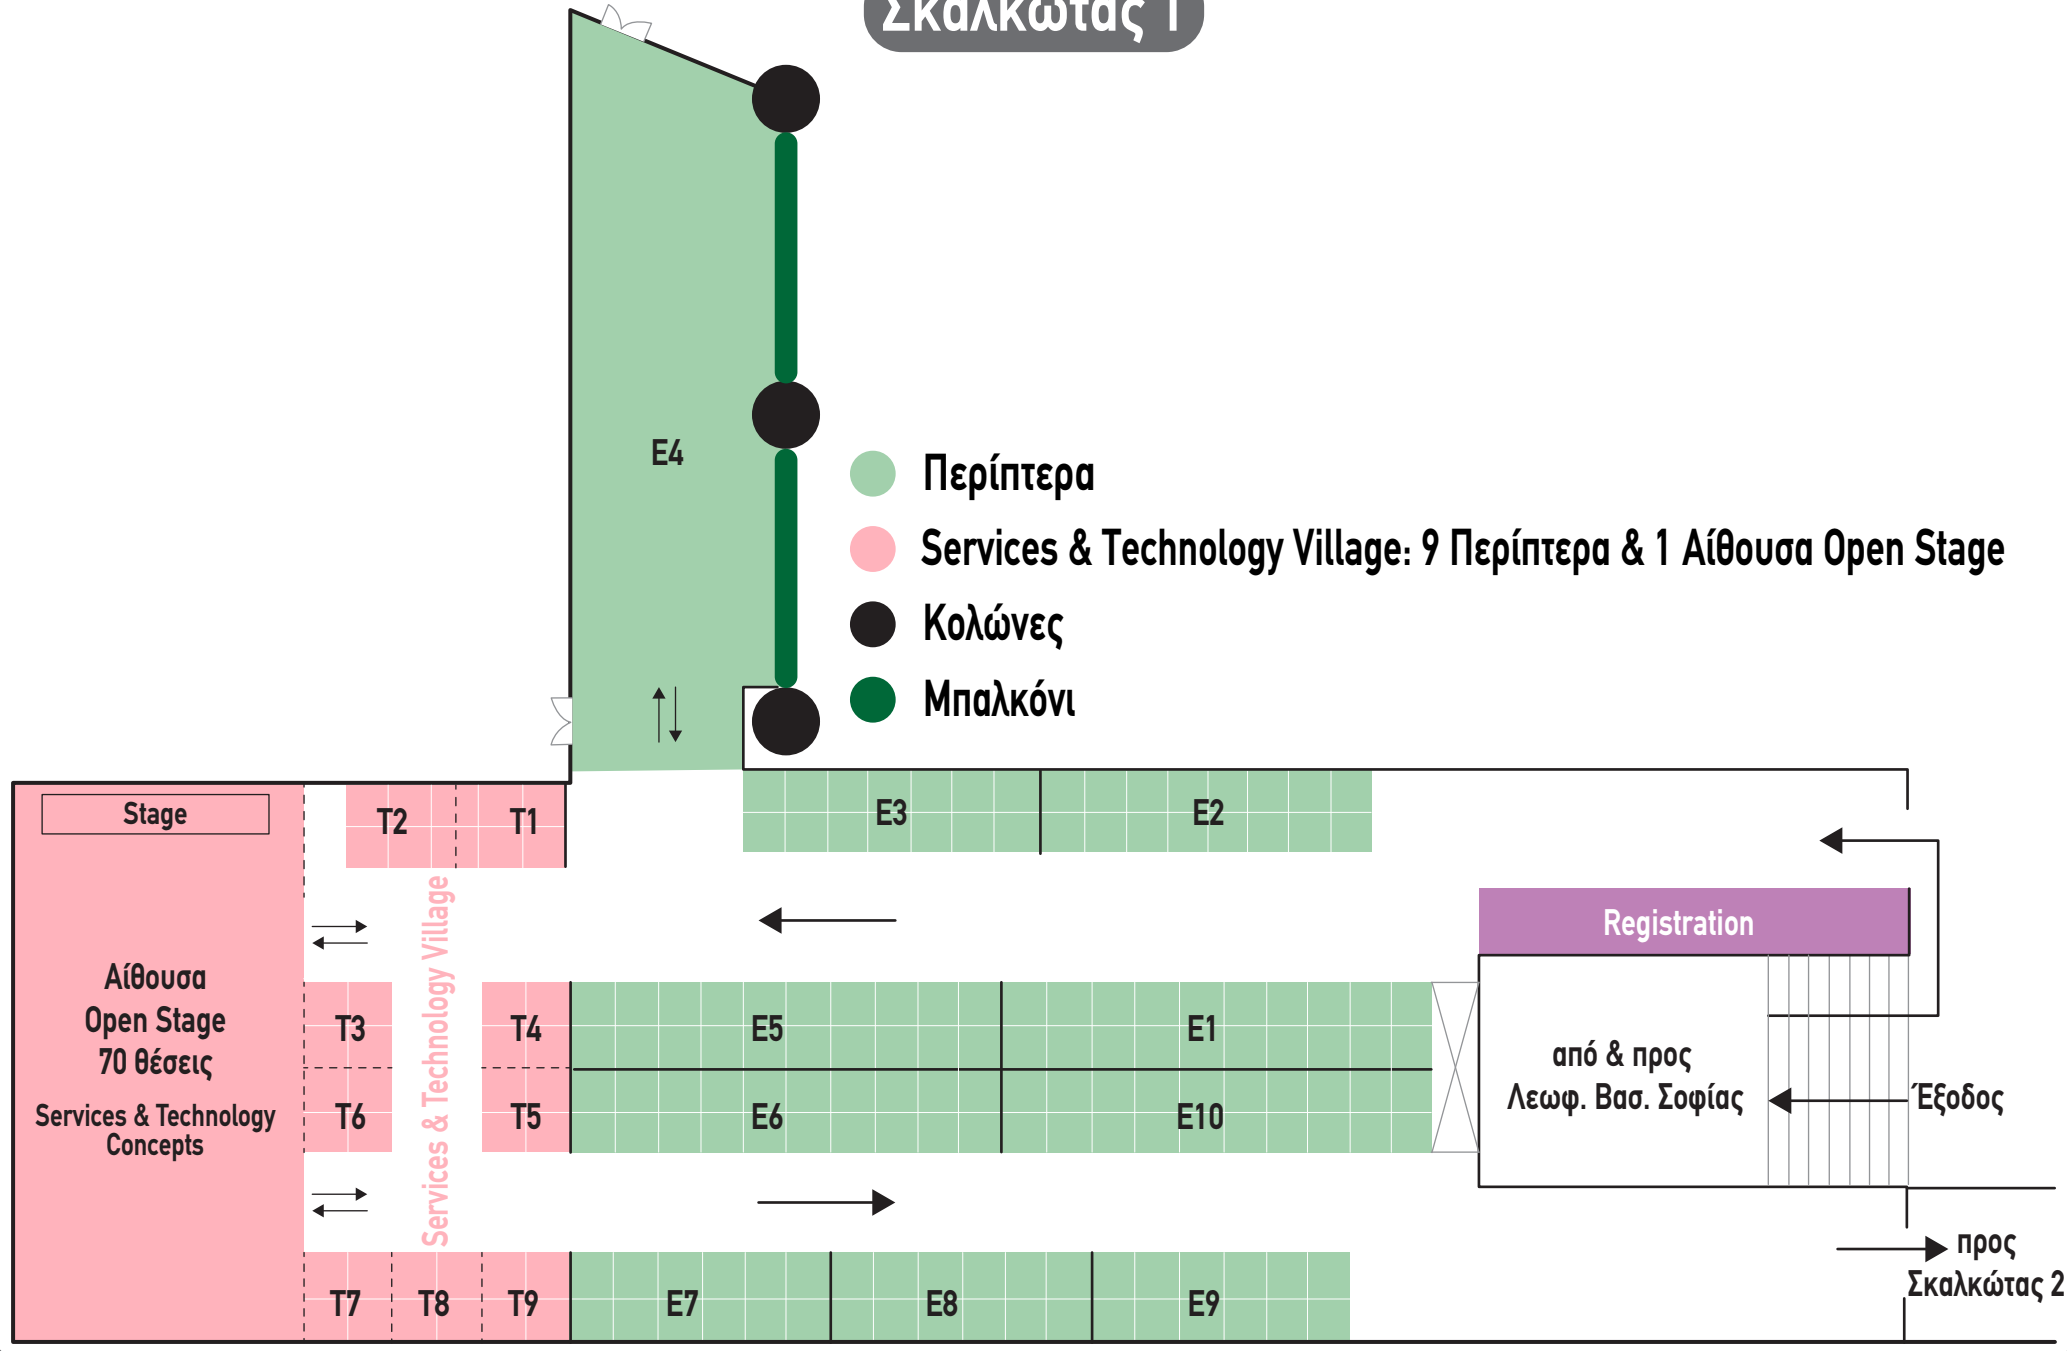 Σκαλκώτας 1
E4
Περίπτερα
Services & Technology Village: 9 Περίπτερα & 1 Αίθουσα Open Stage
Κολώνες
Μπαλκόνι
Stage
T2
T1
E3
E2
Services & Technology Village
Registration
Αίθουσα
Open Stage
70 θέσεις
Services & Technology
Concepts
T3
T4
E5
E1
T6
T5
E6
E10
από & προς
Λεωφ. Βασ. Σοφίας
Έξοδος
προς
Σκαλκώτας 2
T7
T8
T9
E7
E8
E9